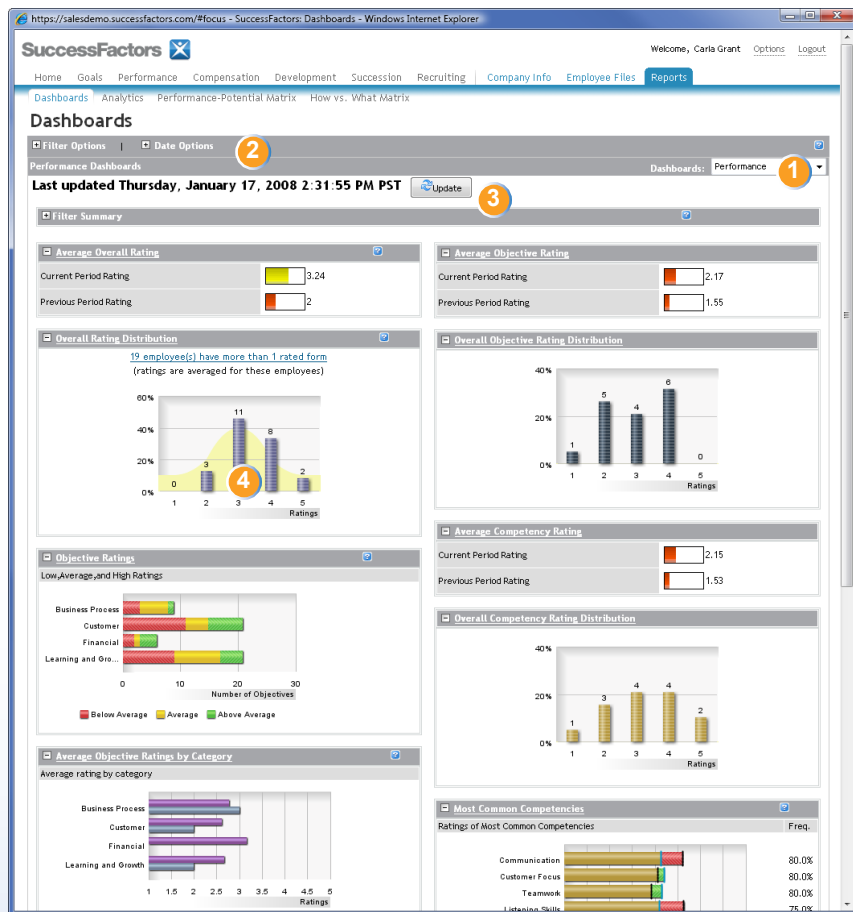 https://salesdemo.successfactors.com/#focus - SuccessFactors: Dashboards - Windows Internet Explorer
SuccessFactors
Welcome, Carla Grant Options Logout
Home Goals Performance Compensation Development Succession Recruiting Company Info Employee Files Reports
Dashboards Analytics Performance-Potential Matrix How vs. What Matrix
Dashboards
Filter Options | Date Options
2
Performance Dashboards
Dashboards: Performance
1
Last updated Thursday, January 17, 2008 2:31:55 PM PST Update
3
Filter Summary
Average Overall Rating
Current Period Rating 3.24
Previous Period Rating 2
Overall Rating Distribution
19 employee(s) have more than 1 rated form
(ratings are averaged for these employees)
60%
40%
20%
0%
0 3 11 8 2
4
1 2 3 4 5
Ratings
Objective Ratings
Low,Average,and High Ratings
Business Process
Customer
Financial
Learning and Gro...
0 10 20 30
Number of Objectives
Below Average Average Above Average
Average Objective Ratings by Category
Average rating by category
Business Process
Customer
Financial
Learning and Growth
1 1.5 2 2.5 3 3.5 4 4.5 5
Ratings
Average Objective Rating
Current Period Rating 2.17
Previous Period Rating 1.55
Overall Objective Rating Distribution
40%
20%
0%
1 5 4 6 0
1 2 3 4 5
Ratings
Average Competency Rating
Current Period Rating 2.15
Previous Period Rating 1.53
Overall Competency Rating Distribution
40%
20%
0%
1 3 4 4 2
1 2 3 4 5
Ratings
Most Common Competencies
Ratings of Most Common Competencies Freq.
Communication 80.0%
Customer Focus 80.0%
Teamwork 80.0%
Listening Skills 75.0%